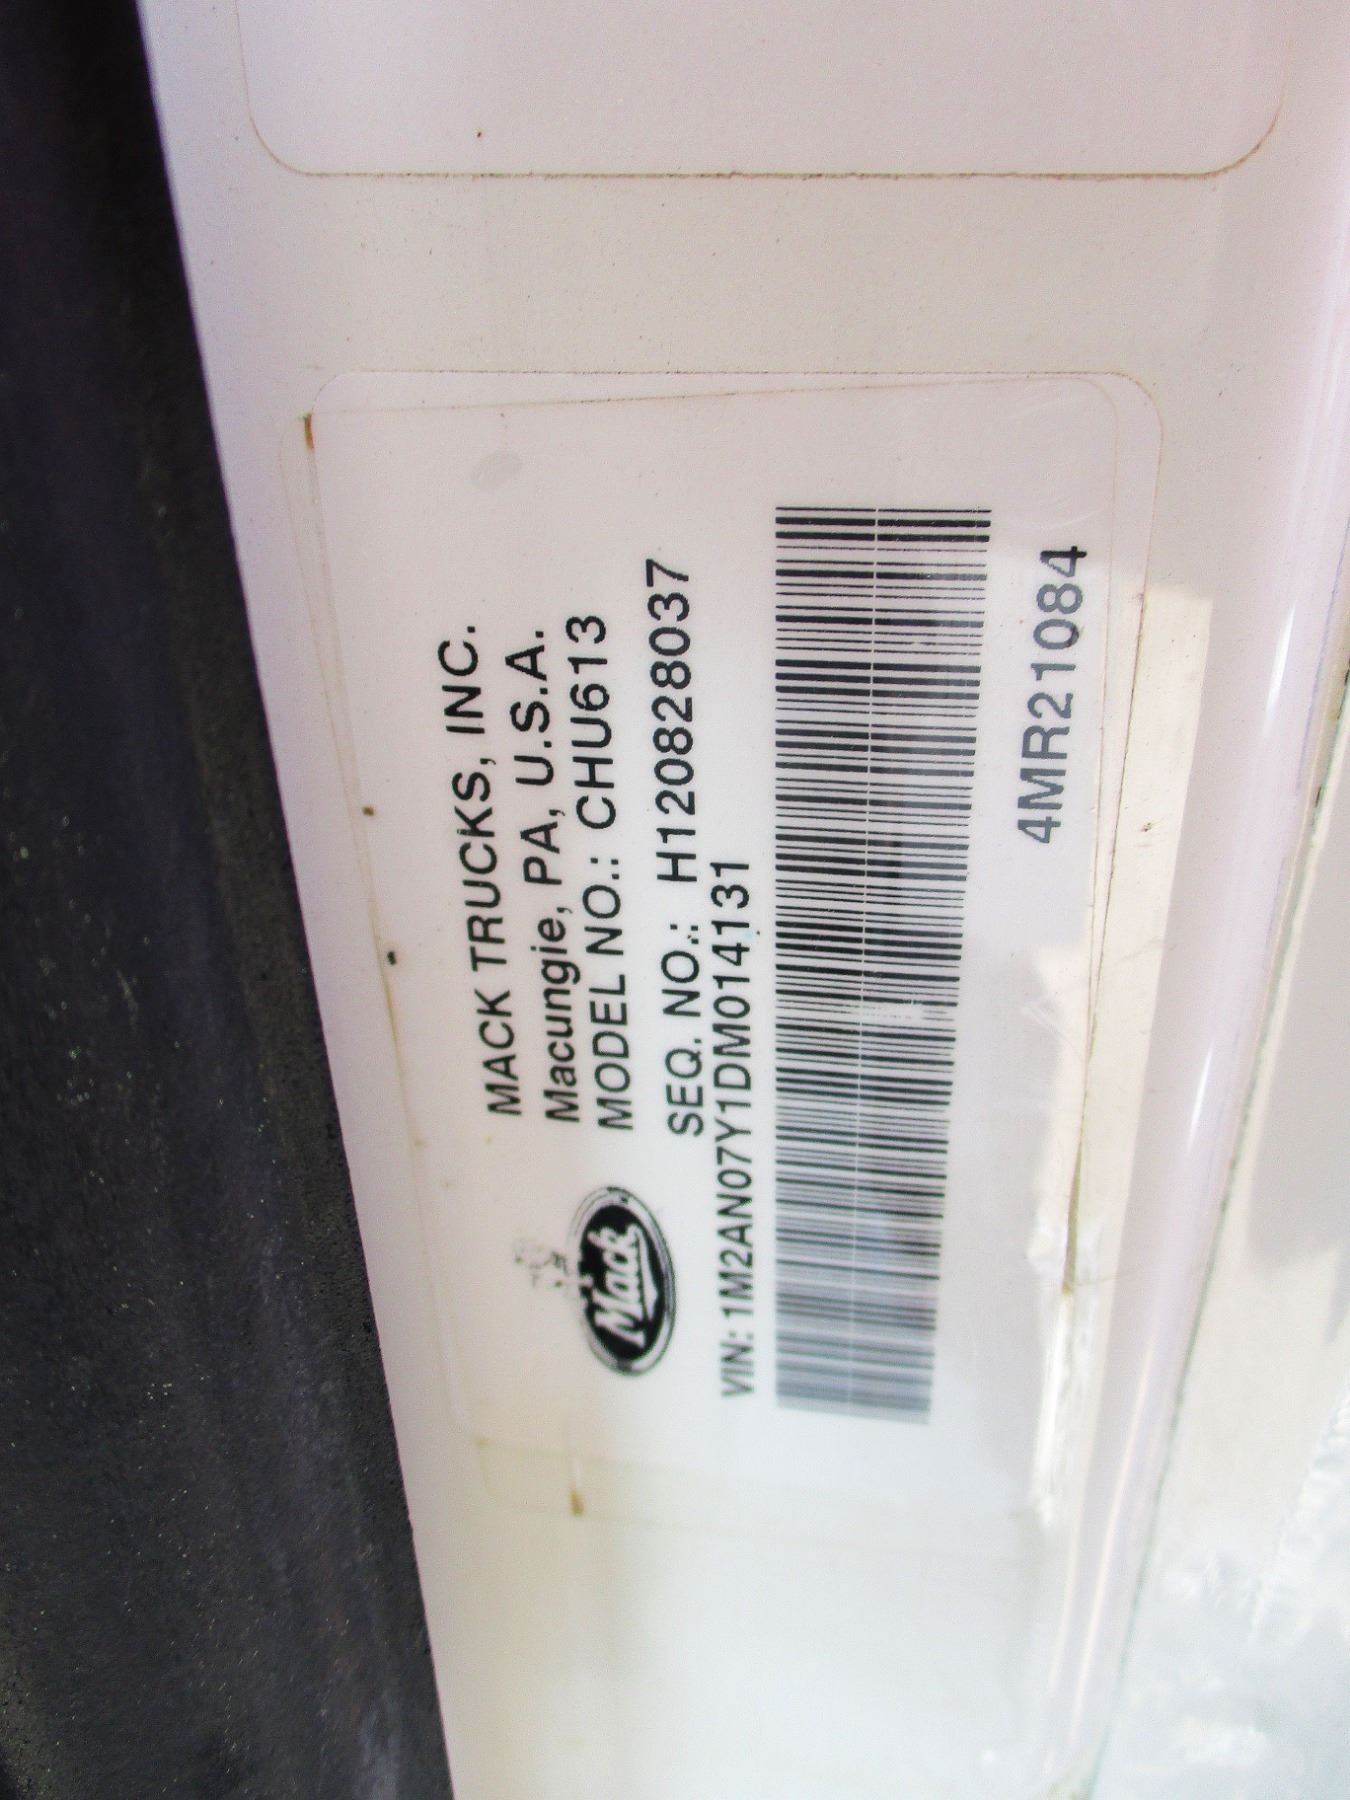 MACK TRUCKS, INC.
Macungie, PA, U.S.A.
MODEL NO.: CHU613
Mack
SEQ. NO.: H120828037
VIN: 1M2AN07Y1DM014131
4MR21084